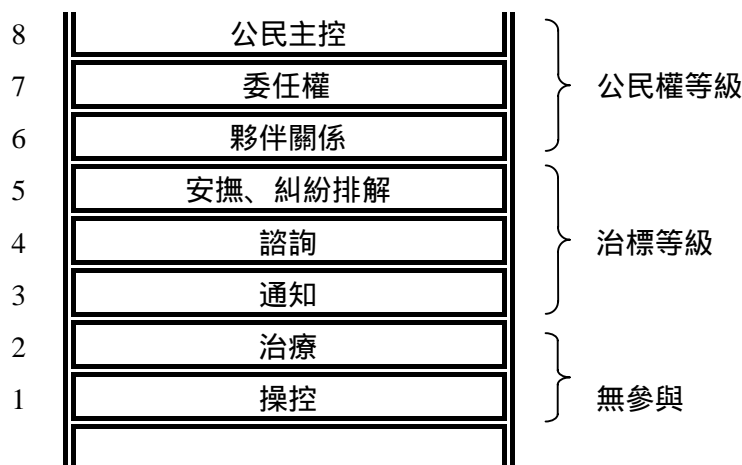 8 公民主控
7 委任權 公民權等級
6 夥伴關係
5 安撫、糾紛排解
4 諮詢 治標等級
3 通知
2 治療
1 操控 無參與